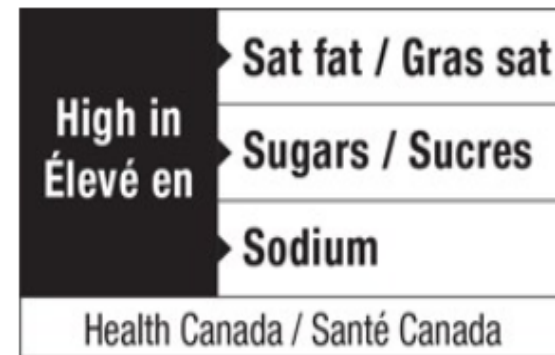 High in
Élevé en
Sat fat / Gras sat
Sugars / Sucres
Sodium
Health Canada / Santé Canada